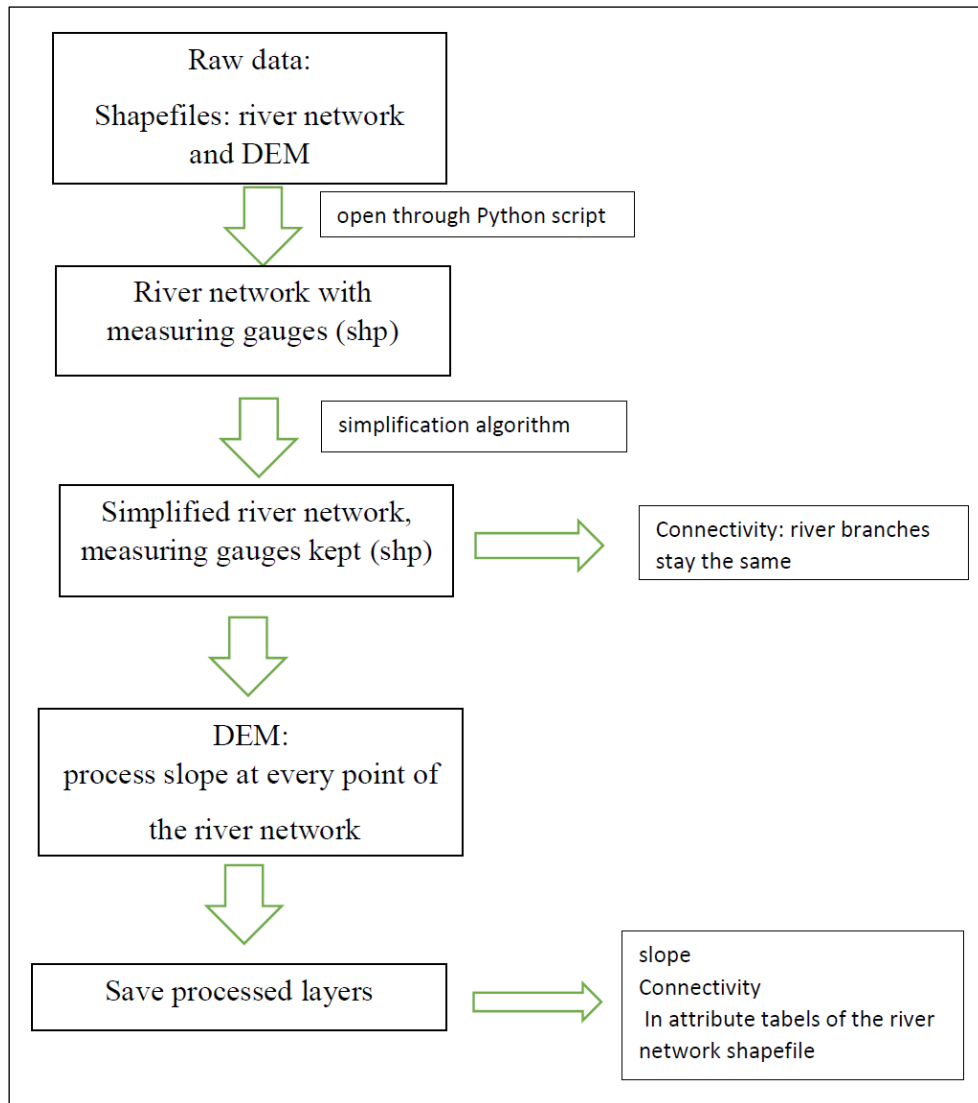 Raw data:
Shapefiles: river network
and DEM
open through Python script
River network with
measuring gauges (shp)
simplification algorithm
Simplified river network,
measuring gauges kept (shp)
Connectivity: river branches
stay the same
DEM:
process slope at every point of
the river network
Save processed layers
slope
Connectivity
In attribute tabels of the river
network shapefile